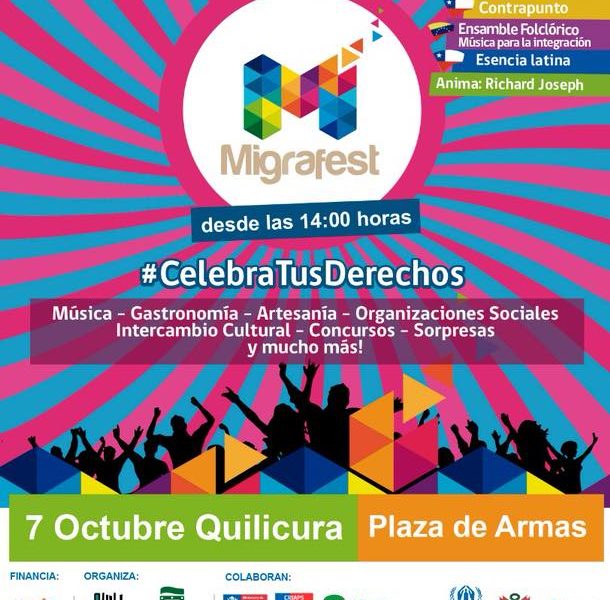 Contrapunto
Ensamble Folclórico
Música para la integración
Esencia latina
Anima: Richard Joseph
Migrafest
desde las 14:00 horas
#CelebraTusDerechos
Música - Gastronomía - Artesanía - Organizaciones Sociales
Intercambio Cultural - Concursos - Sorpresas
y mucho más!
7 Octubre Quilicura
Plaza de Armas
FINANCIA:
ORGANIZA:
COLABORAN: